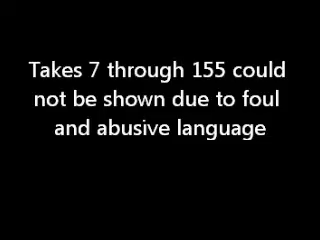 Takes 7 through 155 could
not be shown due to foul
and abusive language